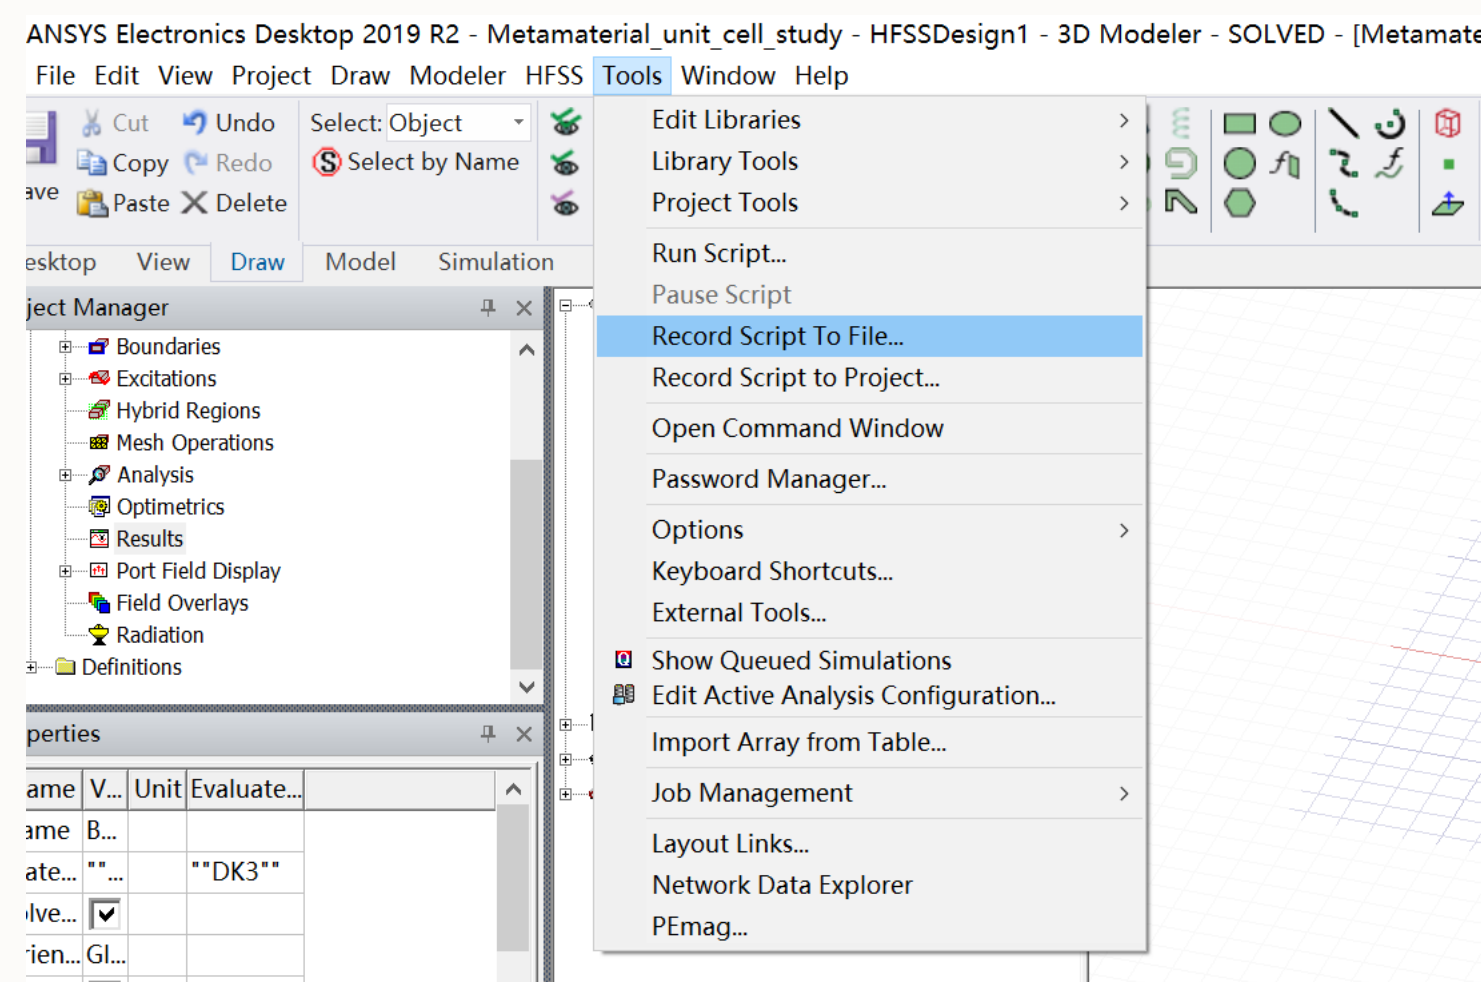 ANSYS Electronics Desktop 2019 R2 - Metamaterial_unit_cell_study - HFSSDesign1 - 3D Modeler - SOLVED - [Metamate
File Edit View Project Draw Modeler HFSS Tools Window Help
Cut Undo Select: Object
Copy Redo Select by Name
ave Paste Delete
esktop View Draw Model Simulation
ject Manager
Boundaries
Excitations
Hybrid Regions
Mesh Operations
Analysis
Optimetrics
Results
Port Field Display
Field Overlays
Radiation
Definitions
perties
ame V... Unit Evaluate...
ame B...
ate... ""... ""DK3""
lve...
rien... Gl...
Edit Libraries
Library Tools
Project Tools
Run Script...
Pause Script
Record Script To File...
Record Script to Project...
Open Command Window
Password Manager...
Options
Keyboard Shortcuts...
External Tools...
Show Queued Simulations
Edit Active Analysis Configuration...
Import Array from Table...
Job Management
Layout Links...
Network Data Explorer
PEmag...